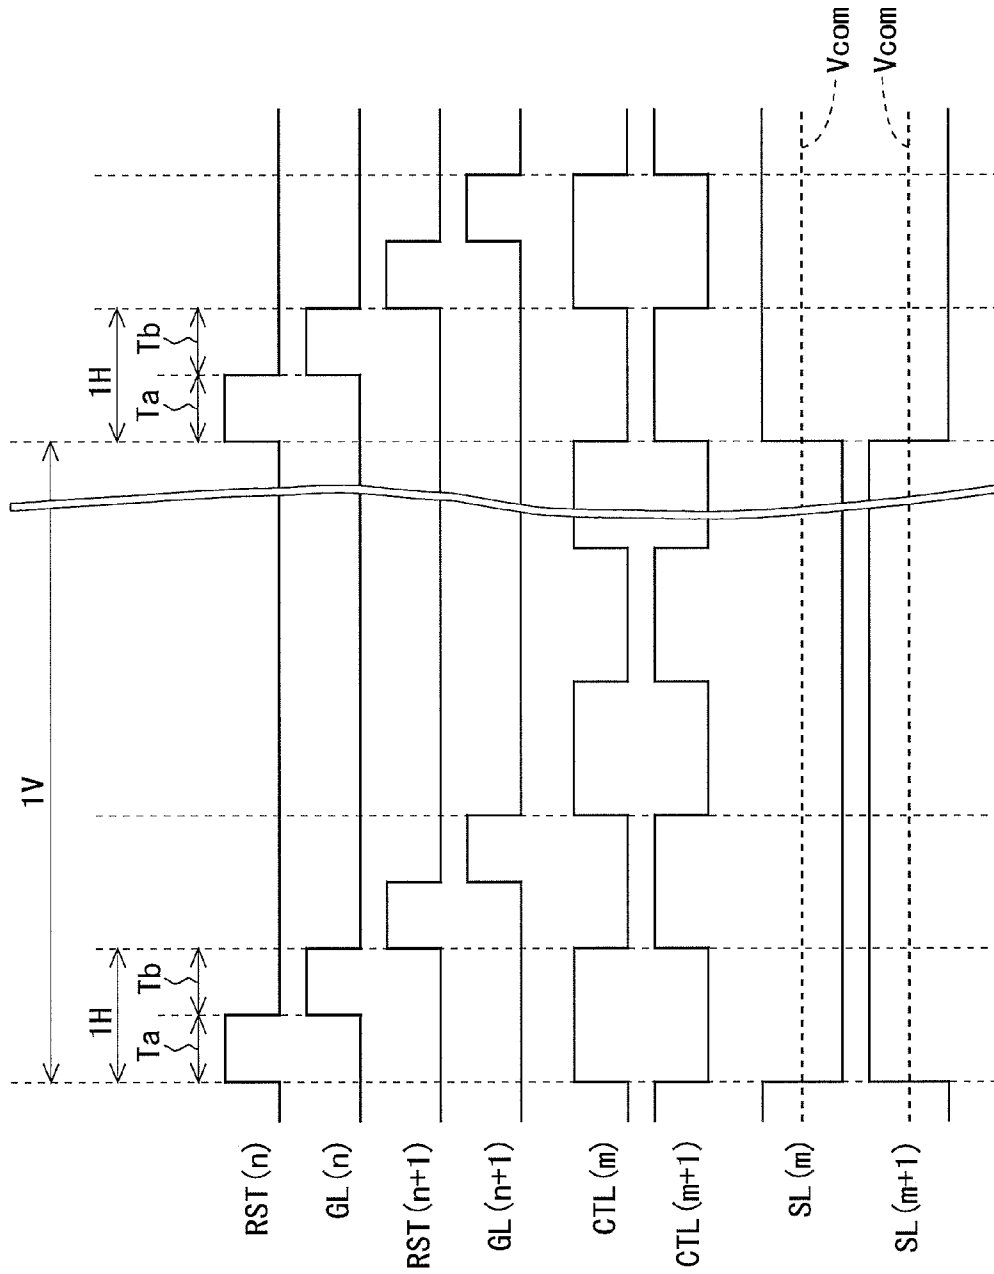 1V
1H
1H
Ta
Tb
Ta
Tb
RST(n)
GL(n)
RST(n+1)
GL(n+1)
CTL(m)
CTL(m+1)
SL(m)
Vcom
SL(m+1)
Vcom